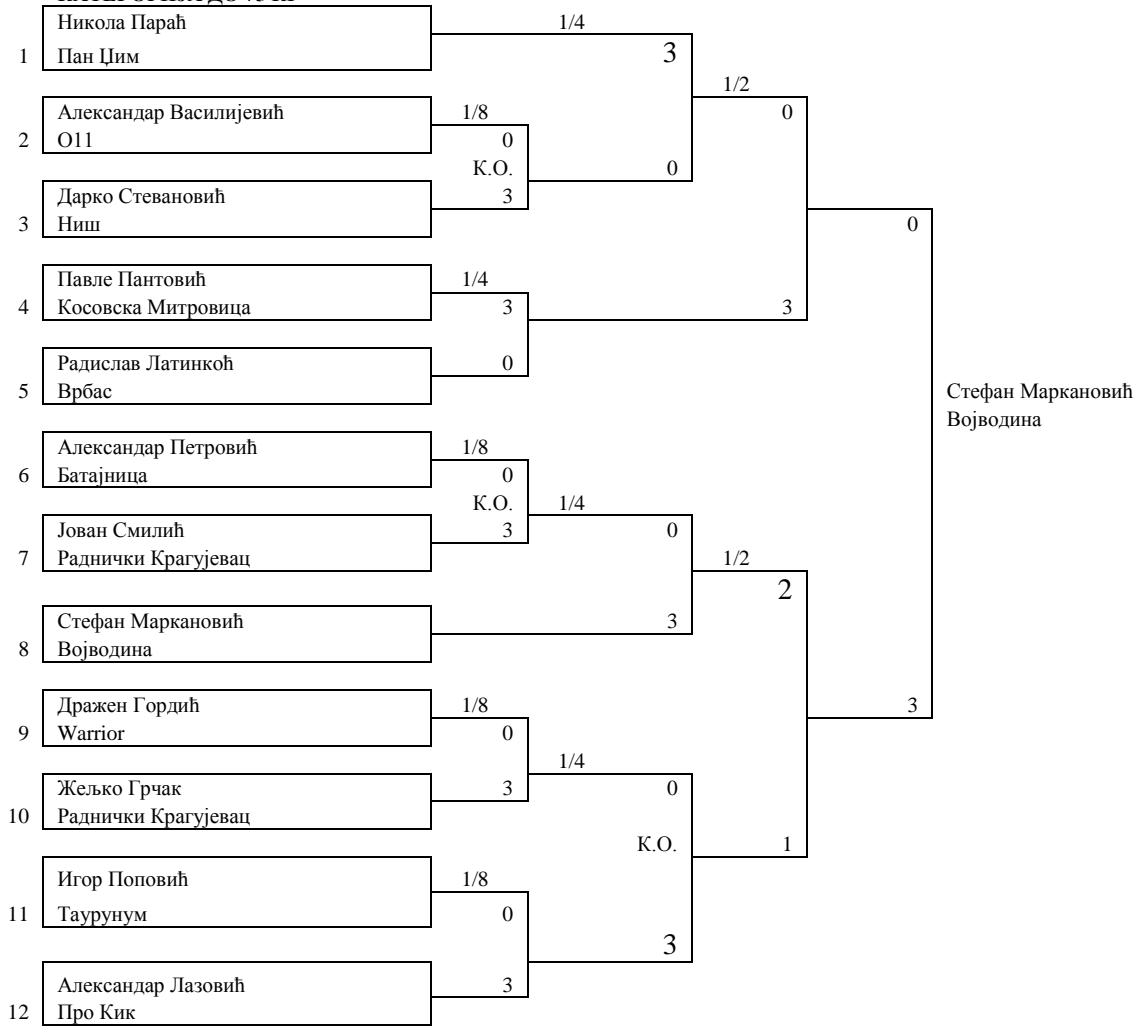 Никола Параћ
1/4
1
Пан Џим
3
1/2
Александар Василијевић
1/8
0
2
О11
0
К.О.
0
Дарко Стевановић
3
3
Ниш
0
Павле Пантовић
1/4
4
Косовска Митровица
3
3
Радислав Латинкоћ
0
5
Врбас
Стефан Маркановић
Војводина
Александар Петровић
1/8
6
Батајница
0
К.О.
1/4
Јован Смилић
3
0
7
Раднички Крагујевац
1/2
2
Стефан Маркановић
3
8
Војводина
Дражен Гордић
1/8
3
9
Warrior
0
1/4
Жељко Грчак
3
0
10
Раднички Крагујевац
К.О.
1
Игор Поповић
1/8
11
Таурунум
0
3
Александар Лазовић
3
12
Про Кик